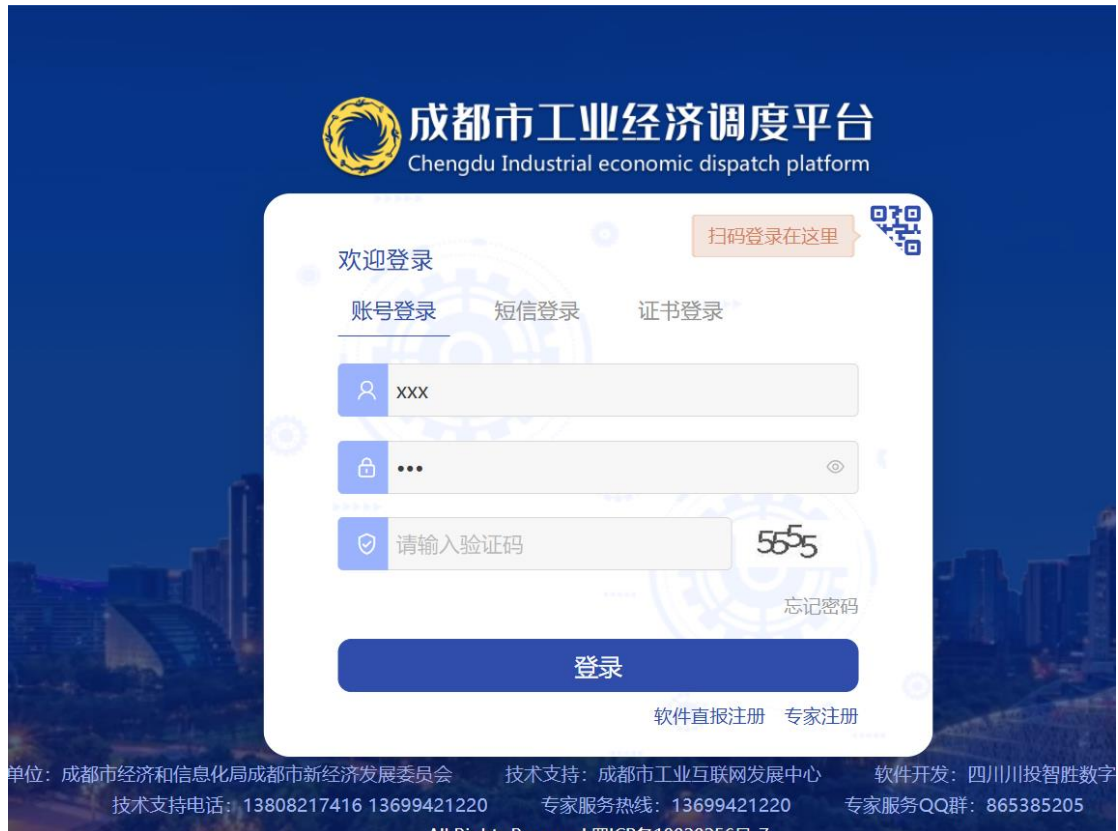 成都市工业经济调度平台
Chengdu Industrial economic dispatch platform
扫码登录在这里
欢迎登录
账号登录 短信登录 证书登录
xxx
•••
请输入验证码 5555
忘记密码
登录
软件直报注册 专家注册
单位：成都市经济和信息化局成都市新经济发展委员会 技术支持：成都市工业互联网发展中心 软件开发：四川川投智胜数字
技术支持电话：13808217416 13699421220 专家服务热线：13699421220 专家服务QQ群：865385205